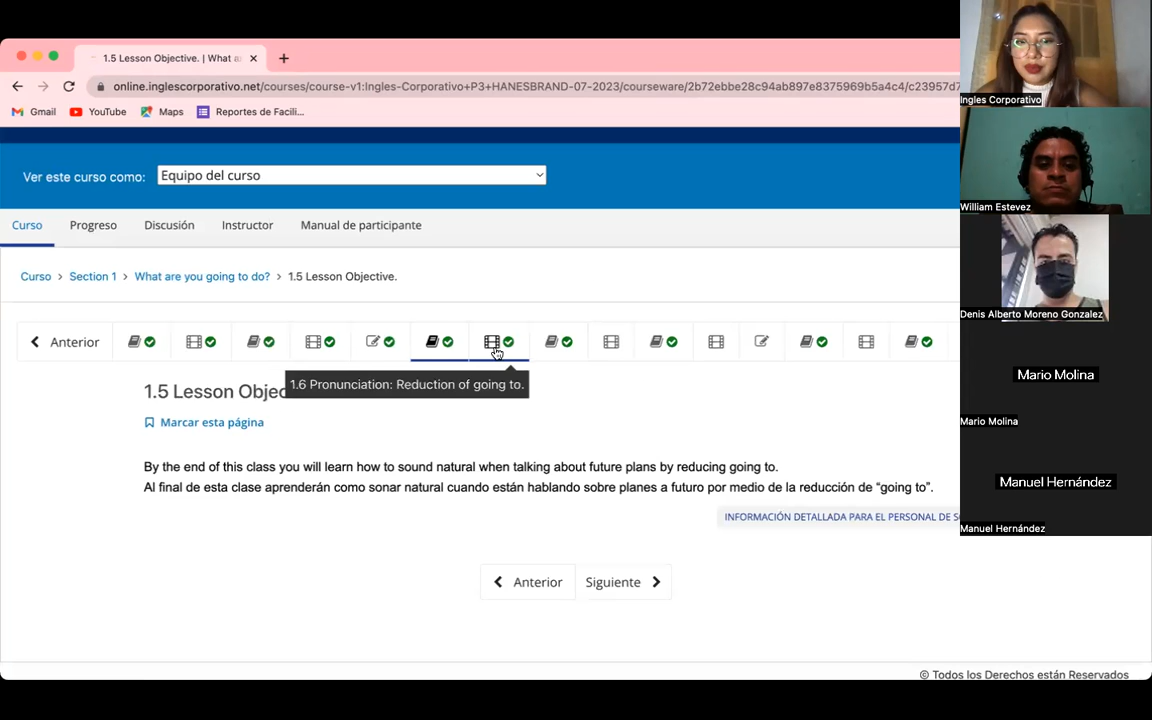 1.5 Lesson Objective. | What a
online.inglescorporativo.net/courses/course-v1:Ingles-Corporativo+P3+HANESBRAND-07-2023/courseware/2b72ebbe28c94ab897e8375969b5a4c4/c23957d7
Gmail
YouTube
Maps
Reportes de Facili...
Ver este curso como:
Equipo del curso
Curso
Progreso
Discusión
Instructor
Manual de participante
Curso > Section 1 > What are you going to do? > 1.5 Lesson Objective.
Anterior
1.6 Pronunciation: Reduction of going to.
1.5 Lesson Objec
Marcar esta página
By the end of this class you will learn how to sound natural when talking about future plans by reducing going to.
Al final de esta clase aprenderán como sonar natural cuando están hablando sobre planes a futuro por medio de la reducción de “going to”.
INFORMACIÓN DETALLADA PARA EL PERSONAL DE
Anterior
Siguiente
© Todos los Derechos están Reservados
Ingles Corporativo
William Estevez
Denis Alberto Moreno Gonzalez
Mario Molina
Mario Molina
Manuel Hernández
Manuel Hernández